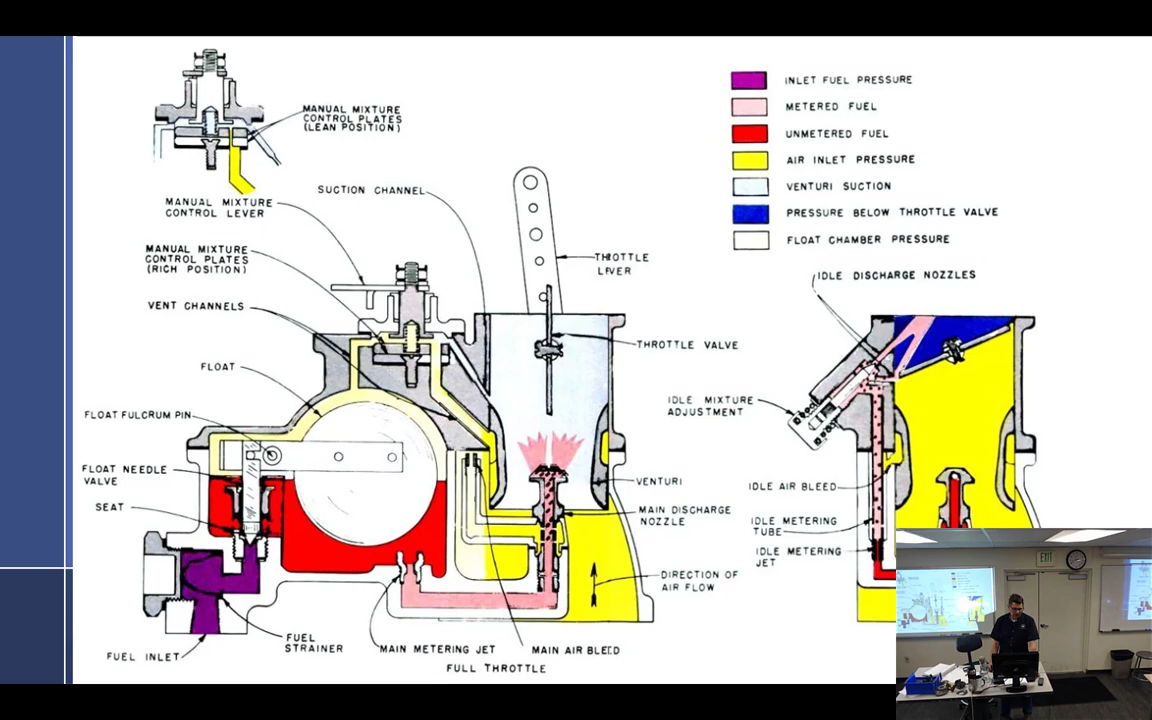 MANUAL MIXTURE
CONTROL PLATES
(LEAN POSITION)
INLET FUEL PRESSURE
METERED FUEL
UNMETERED FUEL
AIR INLET PRESSURE
VENTURI SUCTION
PRESSURE BELOW THROTTLE VALVE
FLOAT CHAMBER PRESSURE
SUCTION CHANNEL
MANUAL MIXTURE
CONTROL LEVER
MANUAL MIXTURE
CONTROL PLATES
(RICH POSITION)
VENT CHANNELS
FLOAT
FLOAT FULCRUM PIN
FLOAT NEEDLE
VALVE
SEAT
FUEL INLET
FUEL
STRAINER
MAIN METERING JET
MAIN AIR BLEED
FULL THROTTLE
THROTTLE
LEVER
THROTTLE VALVE
VENTURI
MAIN DISCHARGE
NOZZLE
DIRECTION OF
AIR FLOW
IDLE DISCHARGE NOZZLES
IDLE MIXTURE
ADJUSTMENT
IDLE AIR BLEED
IDLE METERING
TUBE
IDLE METERING
JET
EXIT